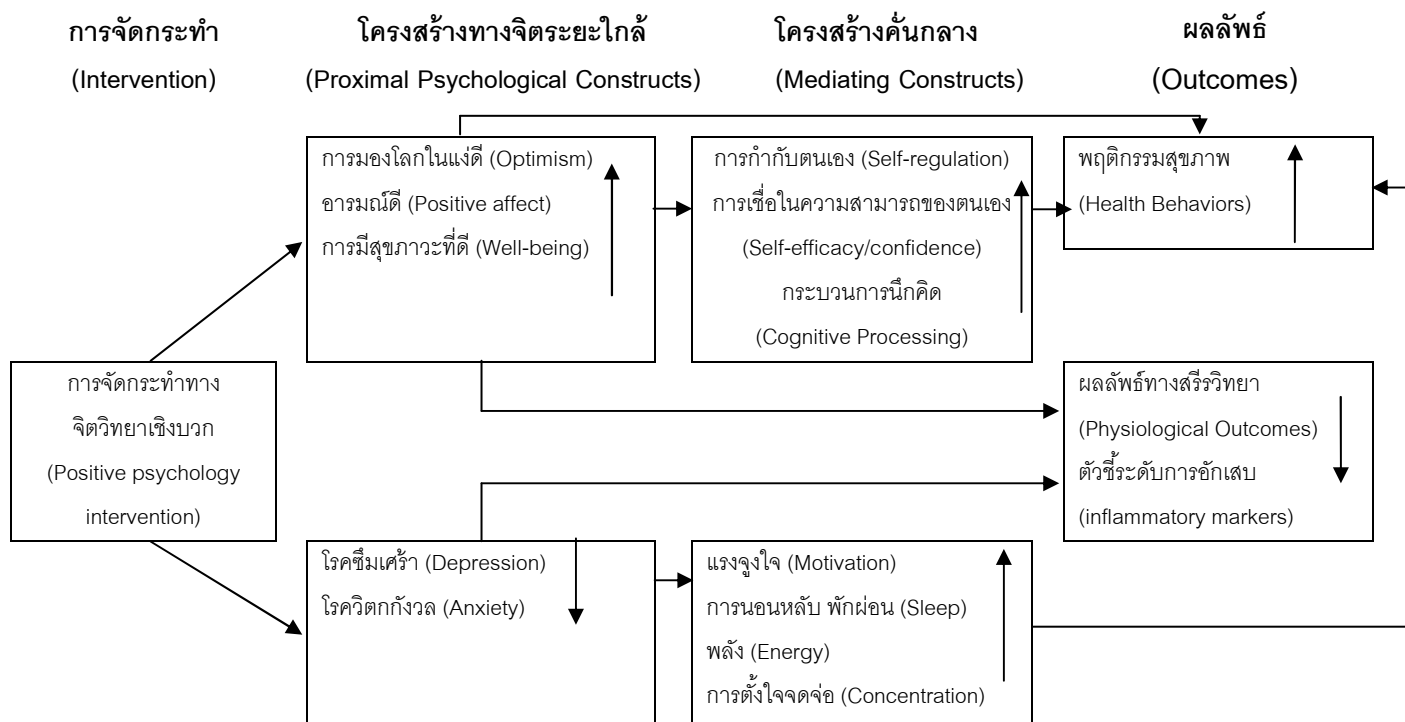 การจัดกระทำ
(Intervention)
โครงสร้างทางจิตระยะใกล้
(Proximal Psychological Constructs)
โครงสร้างคั่นกลาง
(Mediating Constructs)
ผลลัพธ์
(Outcomes)
การมองโลกในแง่ดี (Optimism)
อารมณ์ดี (Positive affect)
การมีสุขภาวะที่ดี (Well-being)
การกำกับตนเอง (Self-regulation)
การเชื่อในความสามารถของตนเอง
(Self-efficacy/confidence)
กระบวนการนึกคิด
(Cognitive Processing)
พฤติกรรมสุขภาพ
(Health Behaviors)
การจัดกระทำทาง
จิตวิทยาเชิงบวก
(Positive psychology
intervention)
ผลลัพธ์ทางสรีรวิทยา
(Physiological Outcomes)
ตัวชี้ระดับการอักเสบ
(inflammatory markers)
โรคซึมเศร้า (Depression)
โรควิตกกังวล (Anxiety)
แรงจูงใจ (Motivation)
การนอนหลับ พักผ่อน (Sleep)
พลัง (Energy)
การตั้งใจจดจ่อ (Concentration)